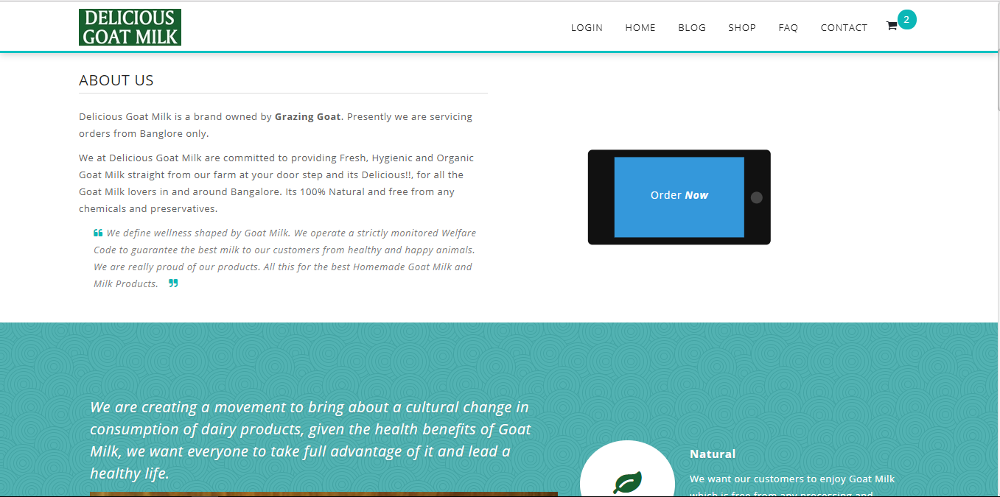 DELICIOUS
GOAT MILK
LOGIN HOME BLOG SHOP FAQ CONTACT 2
ABOUT US
Delicious Goat Milk is a brand owned by Grazing Goat. Presently we are servicing
orders from Banglore only.
We at Delicious Goat Milk are committed to providing Fresh, Hygienic and Organic
Goat Milk straight from our farm at your door step and its Delicious!!, for all the
Goat Milk lovers in and around Bangalore. Its 100% Natural and free from any
chemicals and preservatives.
❝ We define wellness shaped by Goat Milk. We operate a strictly monitored Welfare
Code to guarantee the best milk to our customers from healthy and happy animals.
We are really proud of our products. All this for the best Homemade Goat Milk and
Milk Products. ❞
Order Now
We are creating a movement to bring about a cultural change in
consumption of dairy products, given the health benefits of Goat
Milk, we want everyone to take full advantage of it and lead a
healthy life.
Natural
We want our customers to enjoy Goat Milk
which is free from any processing and